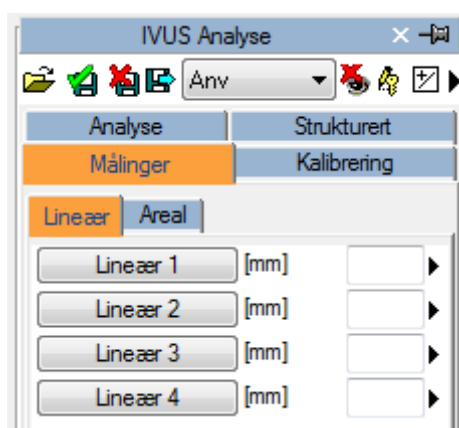 IVUS Analyse
Anv
Analyse Strukturert
Målinger Kalibrering
Lineær Areal
Lineær 1 [mm]
Lineær 2 [mm]
Lineær 3 [mm]
Lineær 4 [mm]